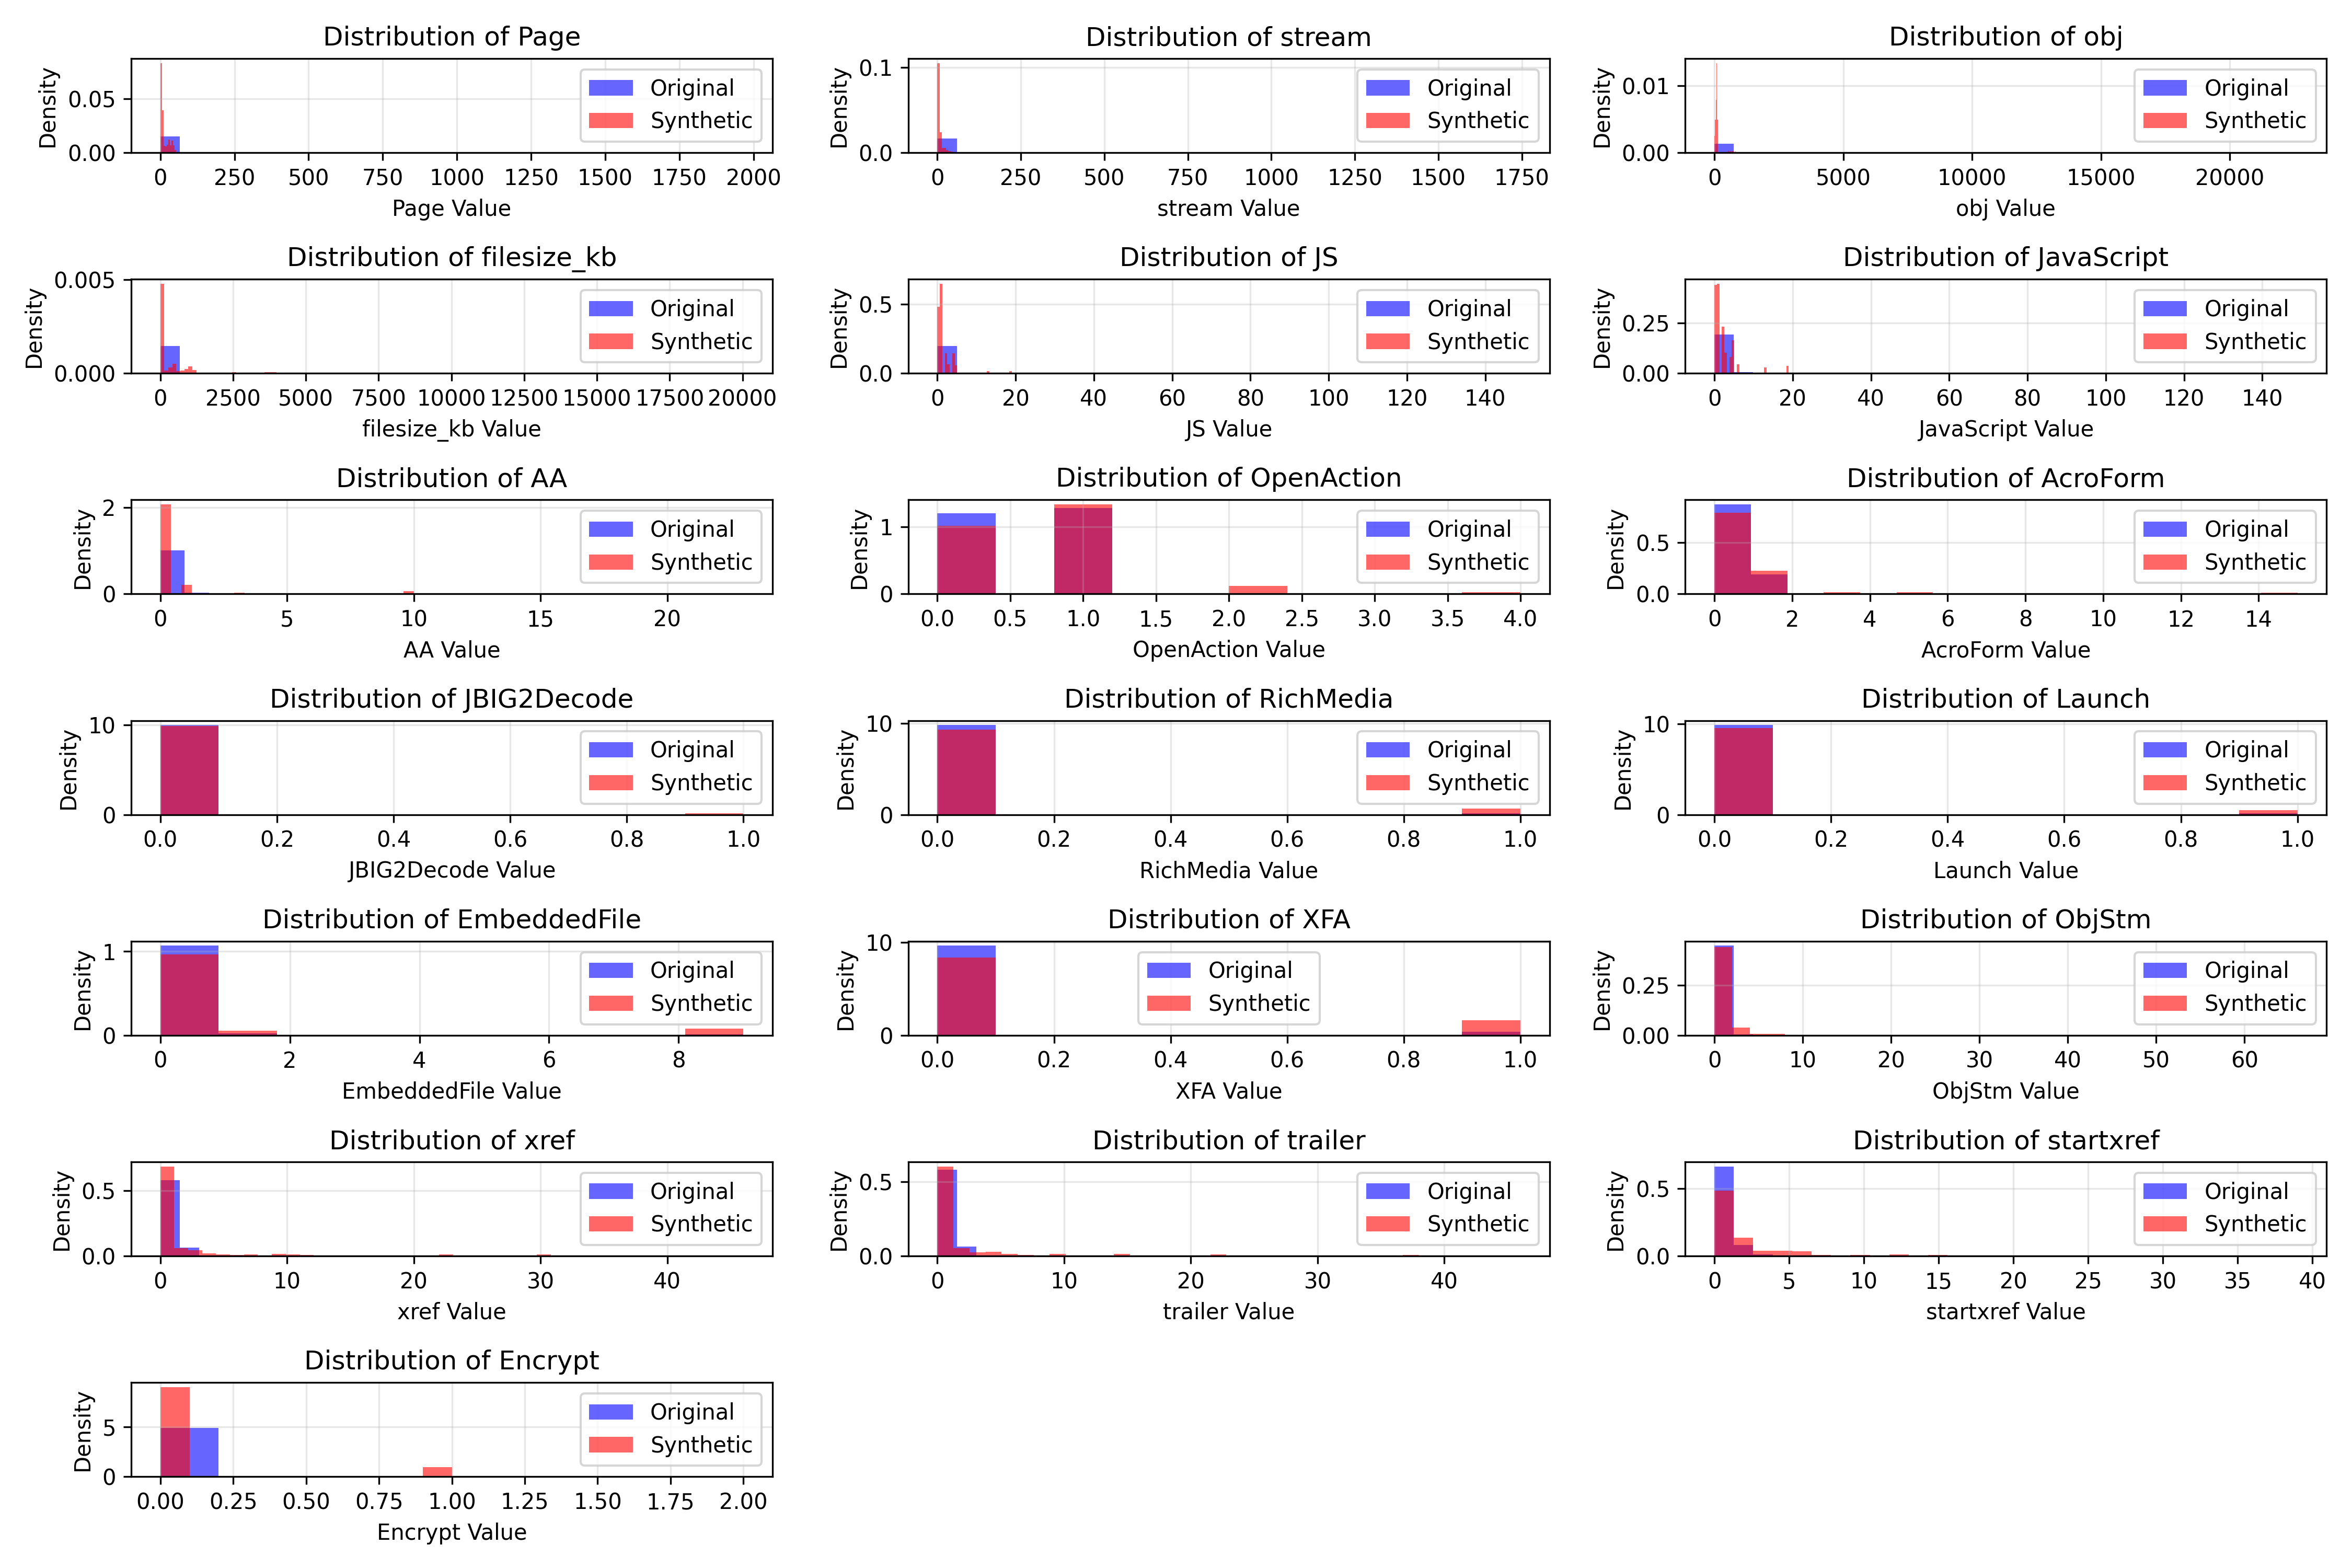 Distribution of Page
Density
0.05
0.00
Original
Synthetic
0 250 500 750 1000 1250 1500 1750 2000
Page Value
Distribution of stream
Density
0.1
0.0
Original
Synthetic
0 250 500 750 1000 1250 1500 1750
stream Value
Distribution of obj
Density
0.01
0.00
Original
Synthetic
0 5000 10000 15000 20000
obj Value
Distribution of filesize_kb
Density
0.005
0.000
Original
Synthetic
0 2500 5000 7500 10000 12500 15000 17500 20000
filesize_kb Value
Distribution of JS
Density
0.5
0.0
Original
Synthetic
0 20 40 60 80 100 120 140
JS Value
Distribution of JavaScript
Density
0.25
0.00
Original
Synthetic
0 20 40 60 80 100 120 140
JavaScript Value
Distribution of AA
Density
2
0
Original
Synthetic
0 5 10 15 20
AA Value
Distribution of OpenAction
Density
1
0
Original
Synthetic
0.0 0.5 1.0 1.5 2.0 2.5 3.0 3.5 4.0
OpenAction Value
Distribution of AcroForm
Density
0.5
0.0
Original
Synthetic
0 2 4 6 8 10 12 14
AcroForm Value
Distribution of JBIG2Decode
Density
10
0
Original
Synthetic
0.0 0.2 0.4 0.6 0.8 1.0
JBIG2Decode Value
Distribution of RichMedia
Density
10
0
Original
Synthetic
0.0 0.2 0.4 0.6 0.8 1.0
RichMedia Value
Distribution of Launch
Density
10
0
Original
Synthetic
0.0 0.2 0.4 0.6 0.8 1.0
Launch Value
Distribution of EmbeddedFile
Density
1
0
Original
Synthetic
0 2 4 6 8
EmbeddedFile Value
Distribution of XFA
Density
10
0
Original
Synthetic
0.0 0.2 0.4 0.6 0.8 1.0
XFA Value
Distribution of ObjStm
Density
0.25
0.00
Original
Synthetic
0 10 20 30 40 50 60
ObjStm Value
Distribution of xref
Density
0.5
0.0
Original
Synthetic
0 10 20 30 40
xref Value
Distribution of trailer
Density
0.5
0.0
Original
Synthetic
0 10 20 30 40
trailer Value
Distribution of startxref
Density
0.5
0.0
Original
Synthetic
0 5 10 15 20 25 30 35 40
startxref Value
Distribution of Encrypt
Density
5
0
Original
Synthetic
0.00 0.25 0.50 0.75 1.00 1.25 1.50 1.75 2.00
Encrypt Value